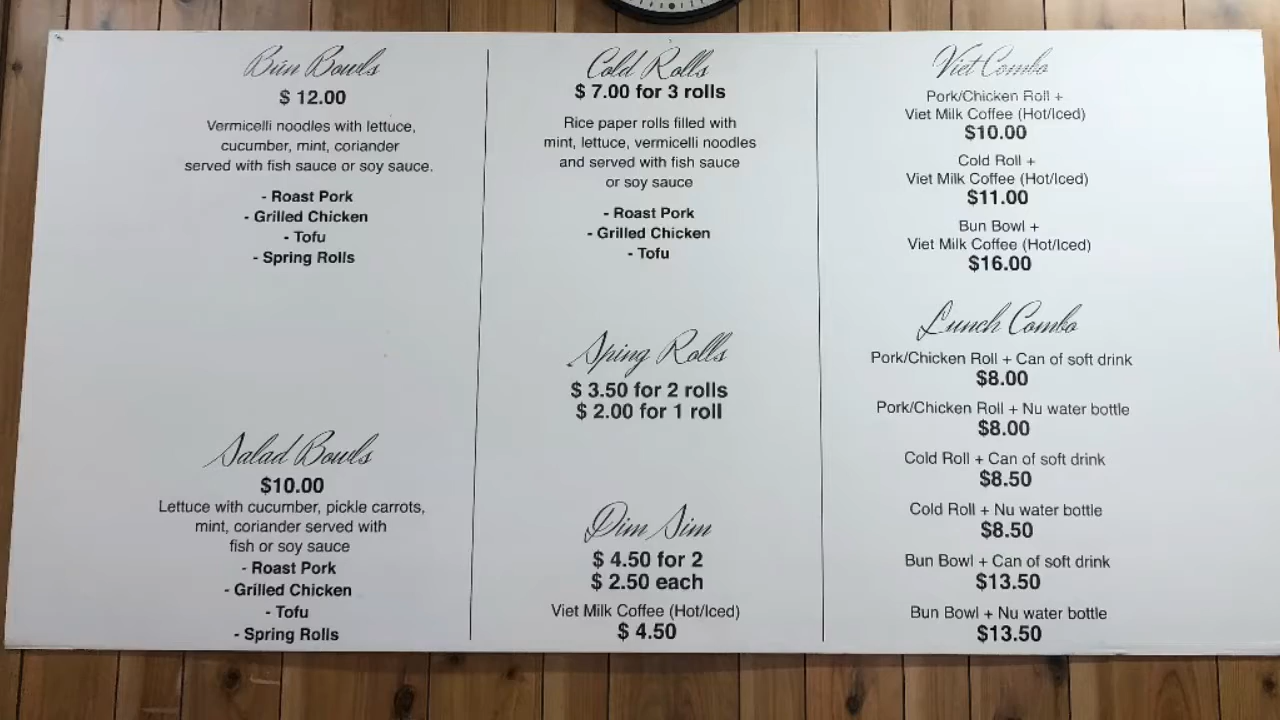 Bún Bowls
$ 12.00
Vermicelli noodles with lettuce,
cucumber, mint, coriander
served with fish sauce or soy sauce.
- Roast Pork
- Grilled Chicken
- Tofu
- Spring Rolls
Salad Bowls
$10.00
Lettuce with cucumber, pickle carrots,
mint, coriander served with
fish or soy sauce
- Roast Pork
- Grilled Chicken
- Tofu
- Spring Rolls
Cold Rolls
$ 7.00 for 3 rolls
Rice paper rolls filled with
mint, lettuce, vermicelli noodles
and served with fish sauce
or soy sauce
- Roast Pork
- Grilled Chicken
- Tofu
Sping Rolls
$ 3.50 for 2 rolls
$ 2.00 for 1 roll
Dim Sim
$ 4.50 for 2
$ 2.50 each
Viet Milk Coffee (Hot/Iced)
$ 4.50
Viet Combo
Pork/Chicken Roll +
Viet Milk Coffee (Hot/Iced)
$10.00
Cold Roll +
Viet Milk Coffee (Hot/Iced)
$11.00
Bun Bowl +
Viet Milk Coffee (Hot/Iced)
$16.00
Lunch Combo
Pork/Chicken Roll + Can of soft drink
$8.00
Pork/Chicken Roll + Nu water bottle
$8.00
Cold Roll + Can of soft drink
$8.50
Cold Roll + Nu water bottle
$8.50
Bun Bowl + Can of soft drink
$13.50
Bun Bowl + Nu water bottle
$13.50